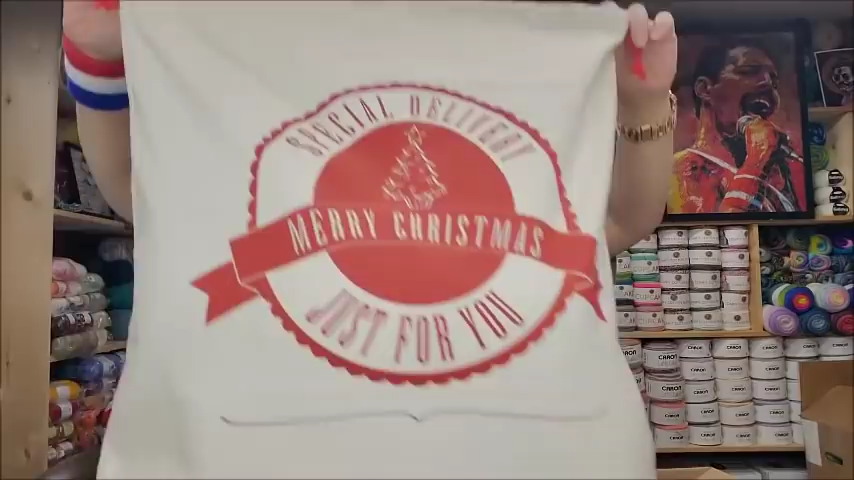 SPECIAL DELIVERY
MERRY CHRISTMAS
JUST FOR YOU